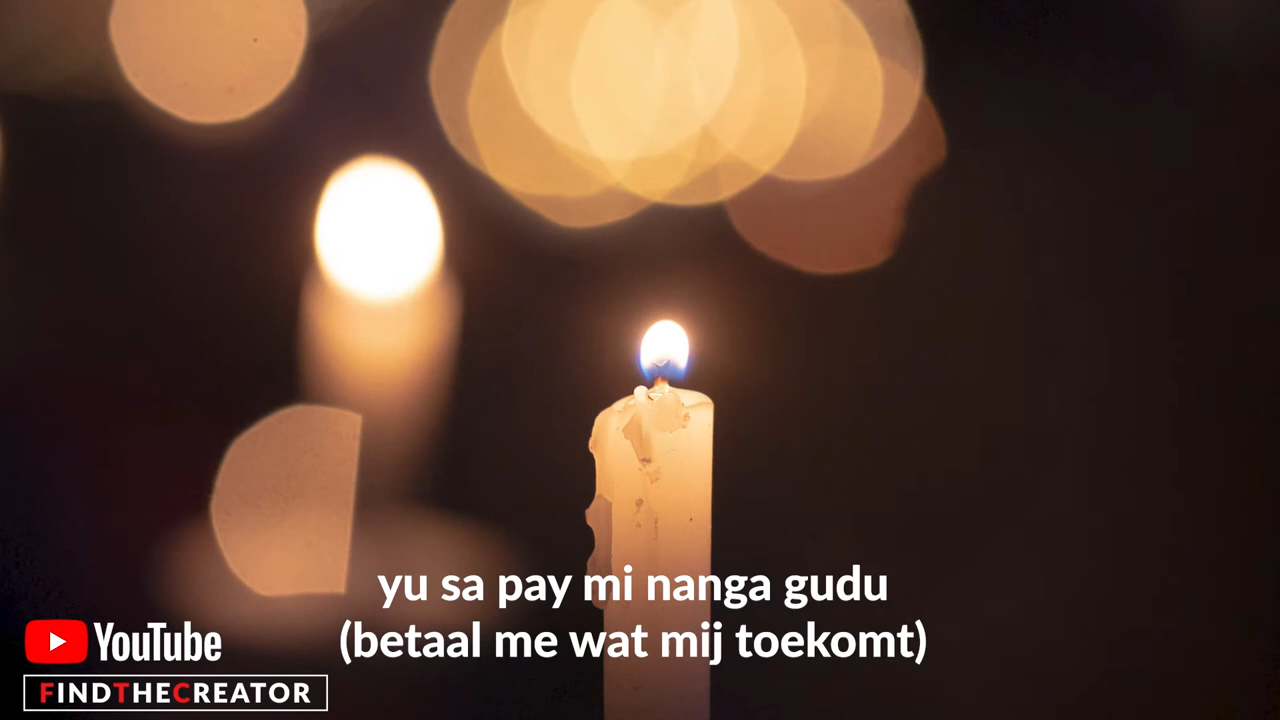 yu sa pay mi nanga gudu
(betaal me wat mij toekomt)
YouTube
FINDTHECREATOR